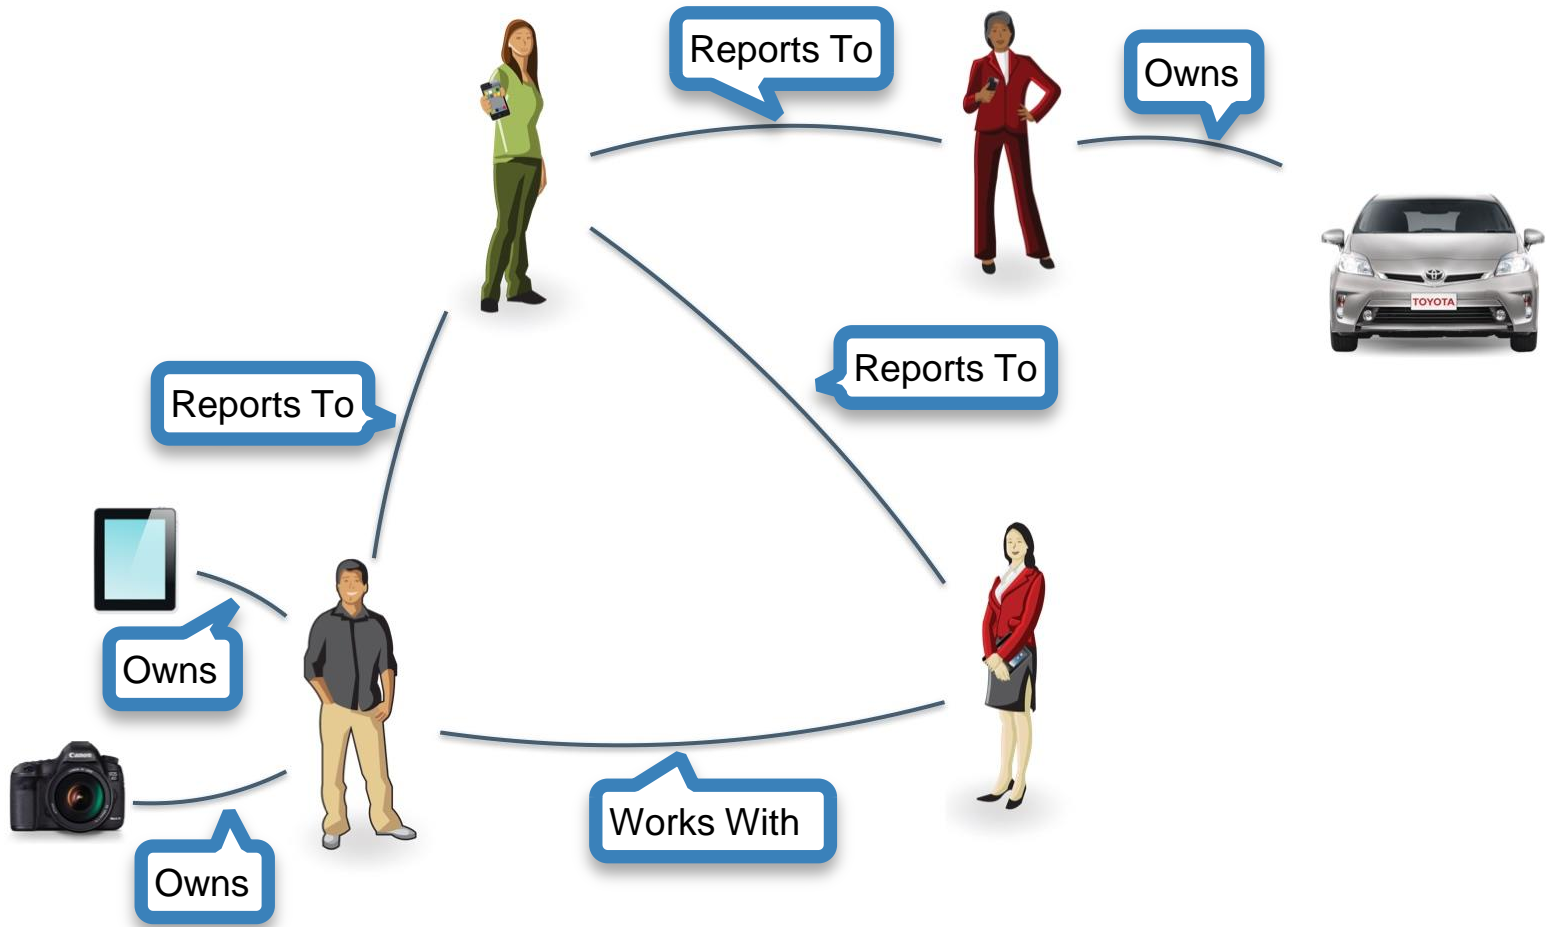 Reports To
Owns
TOYOTA
Reports To
Reports To
Owns
Canon
Works With
Owns